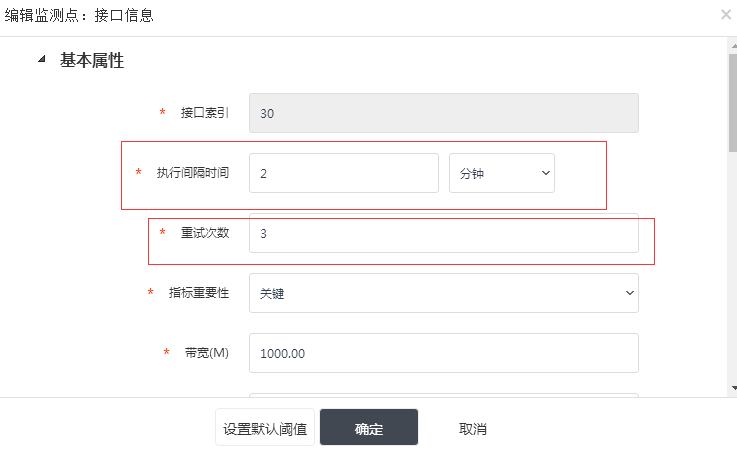 编辑监测点：接口信息
基本属性
* 接口索引 30
* 执行间隔时间 2 分钟
* 重试次数 3
* 指标重要性 关键
* 带宽(M) 1000.00
设置默认阈值 确定 取消